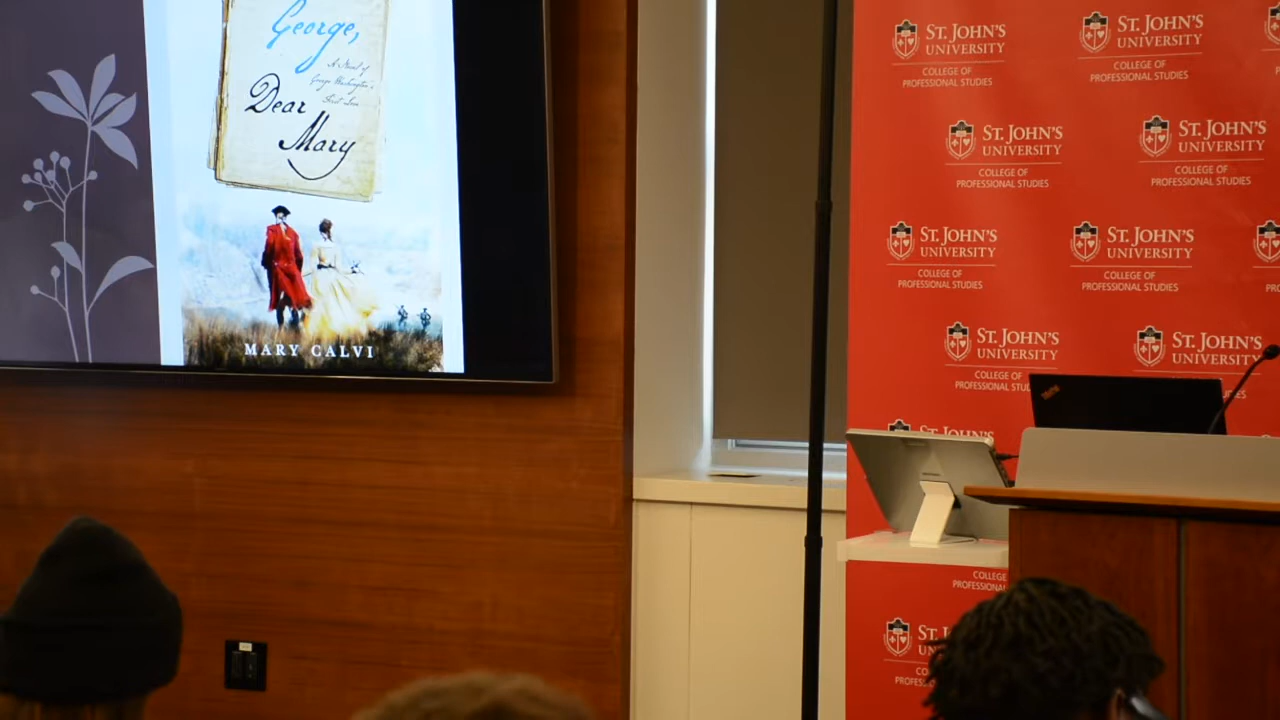 George,
A Novel of
George Washington's
First Love
Dear
Mary
MARY CALVI
ST. JOHN'S
UNIVERSITY
COLLEGE OF
PROFESSIONAL STUDIES
ST. JOHN'S
UNIVERSITY
COLLEGE OF
PROFESSIONAL STUDIES
ST. JOHN'S
UNIVERSITY
COLLEGE OF
PROFESSIONAL STUDIES
ST. JOHN'S
UNIVERSITY
COLLEGE OF
PROFESSIONAL STUDIES
ST. JOHN'S
UNIVERSITY
COLLEGE OF
PROFESSIONAL STUDIES
ST. JOHN'S
UNIVERSITY
COLLEGE OF
PROFESSIONAL STUDIES
ST. JOHN'S
UNIVERSITY
COLLEGE OF
PROFESSIONAL STUDIES
ST. JOHN'S
UNIVERSITY
ST. JOHN'S
COLLEGE
PROFESSIONAL